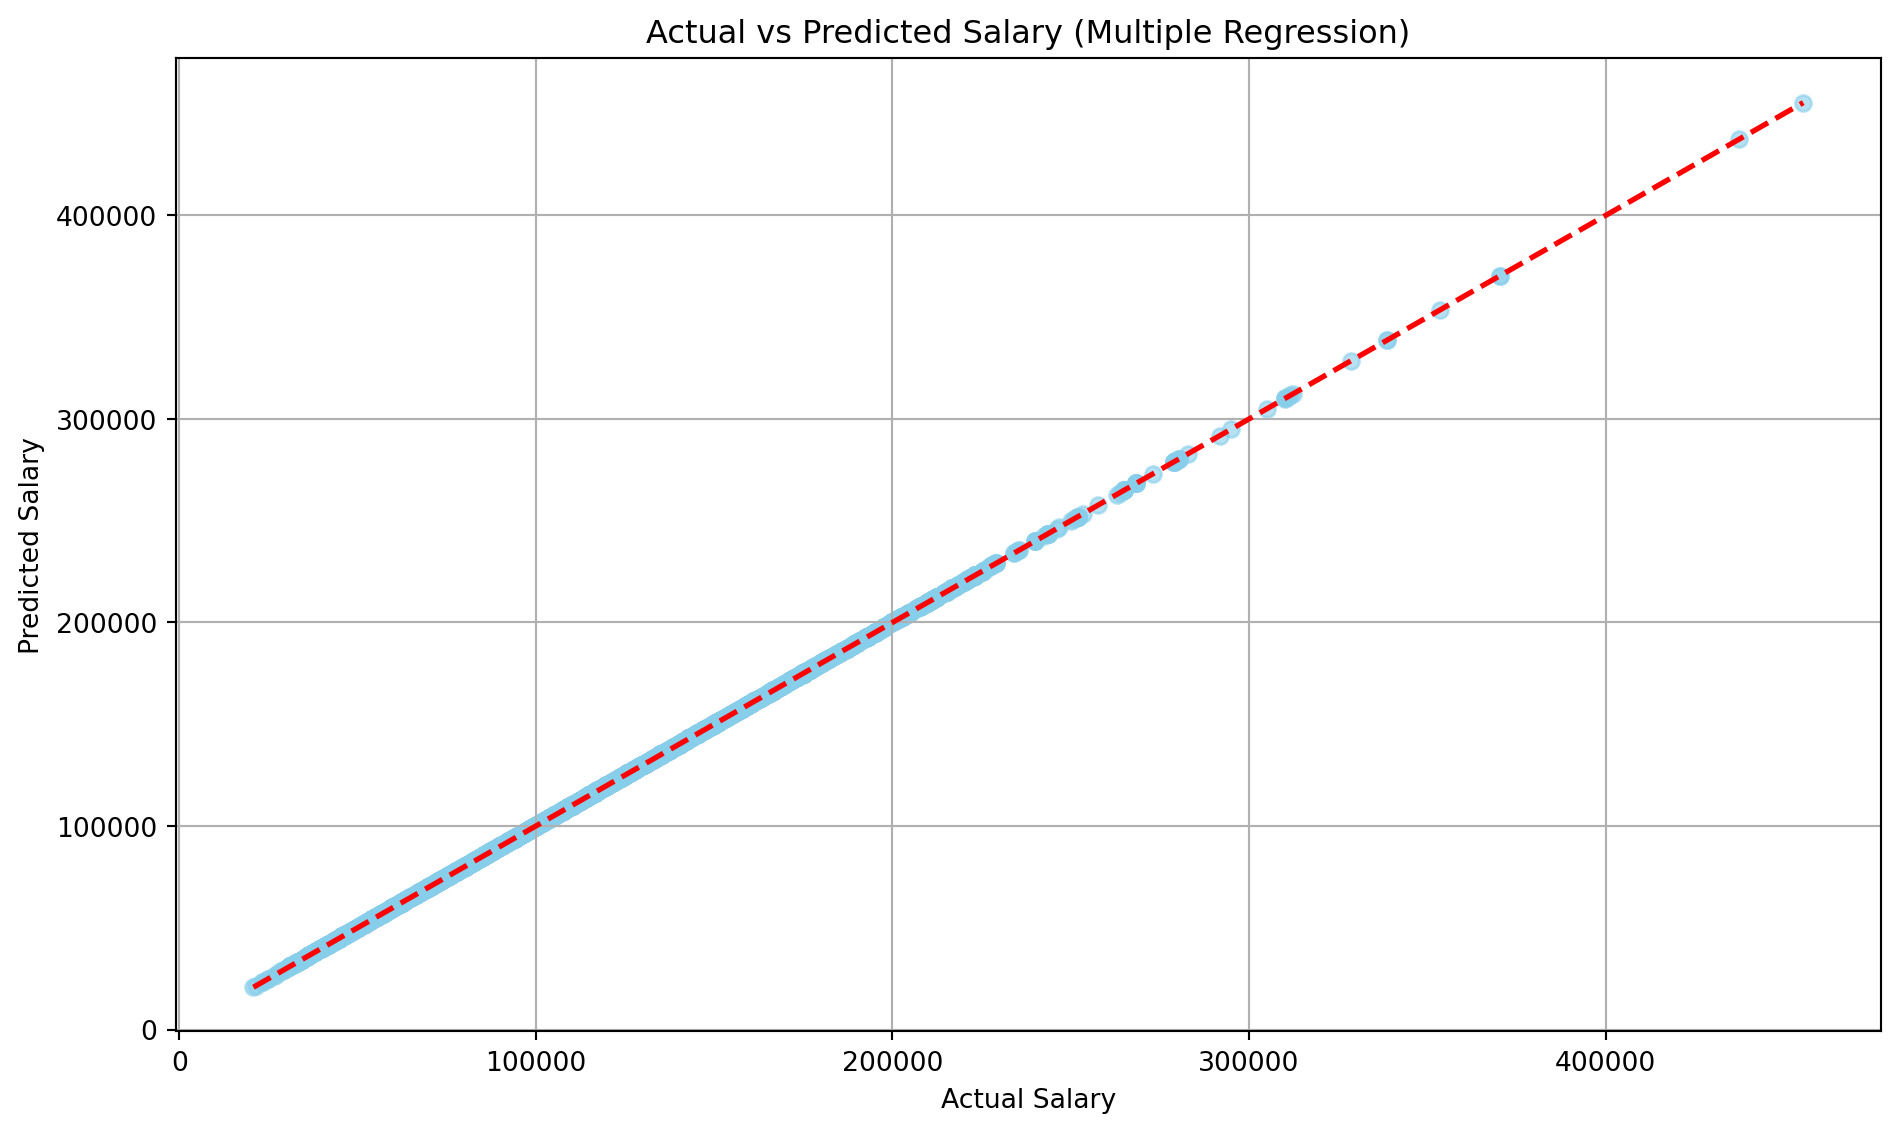 Actual vs Predicted Salary (Multiple Regression)
Predicted Salary
400000
300000
200000
100000
0
0 100000 200000 300000 400000
Actual Salary